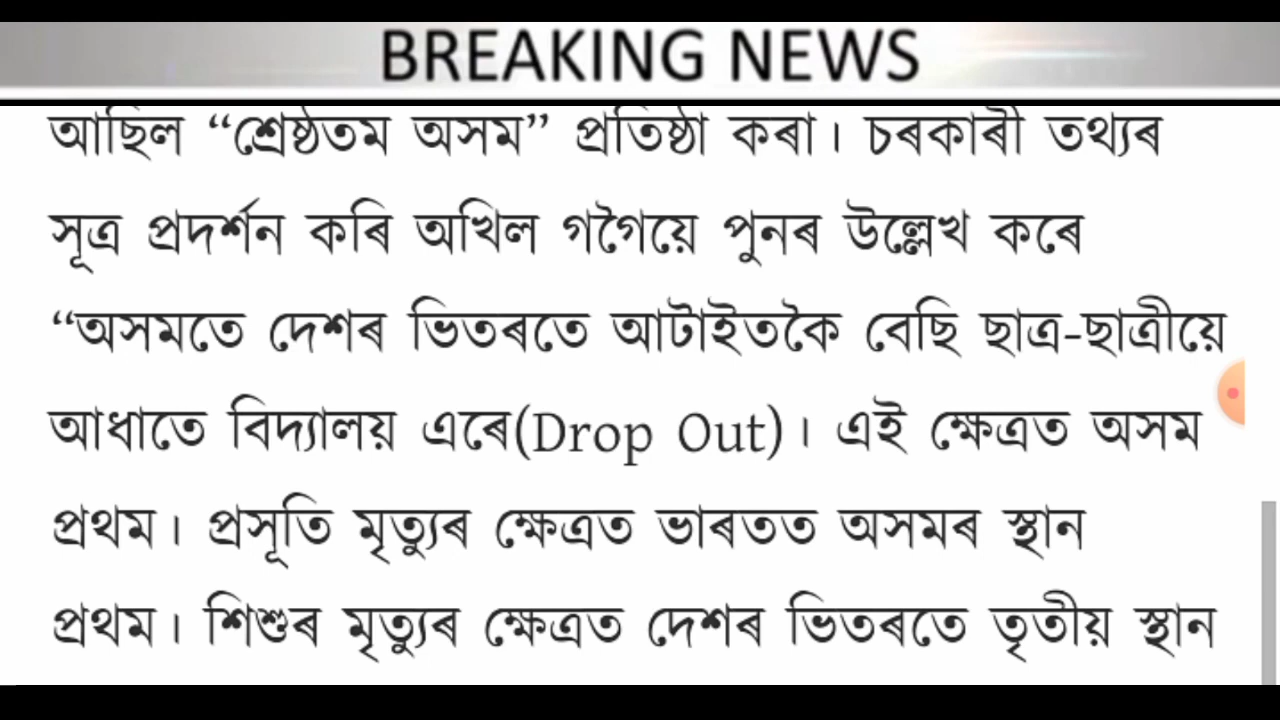 BREAKING NEWS
আছিল “শ্ৰেষ্ঠতম অসম” প্ৰতিষ্ঠা কৰা। চৰকাৰী তথ্যৰ
সূত্ৰ প্ৰদৰ্শন কৰি অখিল গগৈয়ে পুনৰ উল্লেখ কৰে
“অসমতে দেশৰ ভিতৰতে আটাইতকৈ বেছি ছাত্ৰ-ছাত্ৰীয়ে
আধাতে বিদ্যালয় এৰে(Drop Out)। এই ক্ষেত্ৰত অসম
প্ৰথম। প্ৰসূতি মৃত্যুৰ ক্ষেত্ৰত ভাৰতত অসমৰ স্থান
প্ৰথম। শিশুৰ মৃত্যুৰ ক্ষেত্ৰত দেশৰ ভিতৰতে তৃতীয় স্থান